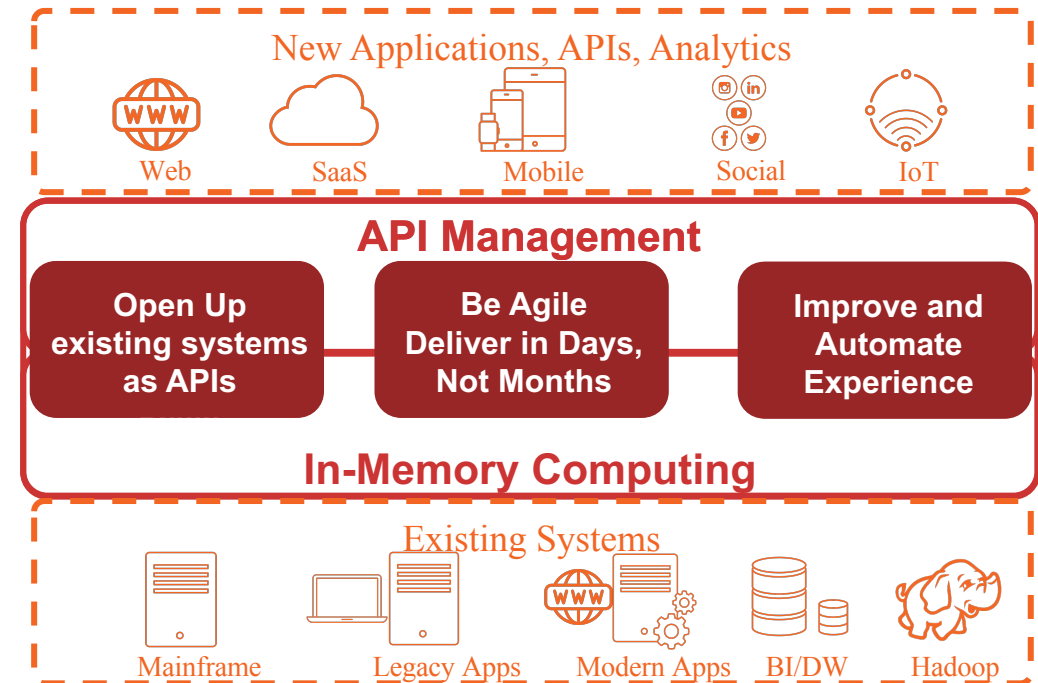 New Applications, APIs, Analytics
WWW
in
f
Web
SaaS
Mobile
Social
IoT
API Management
Open Up
existing systems
as APIs
Be Agile
Deliver in Days,
Not Months
Improve and
Automate
Experience
In-Memory Computing
Existing Systems
WWW
Mainframe
Legacy Apps
Modern Apps
BI/DW
Hadoop